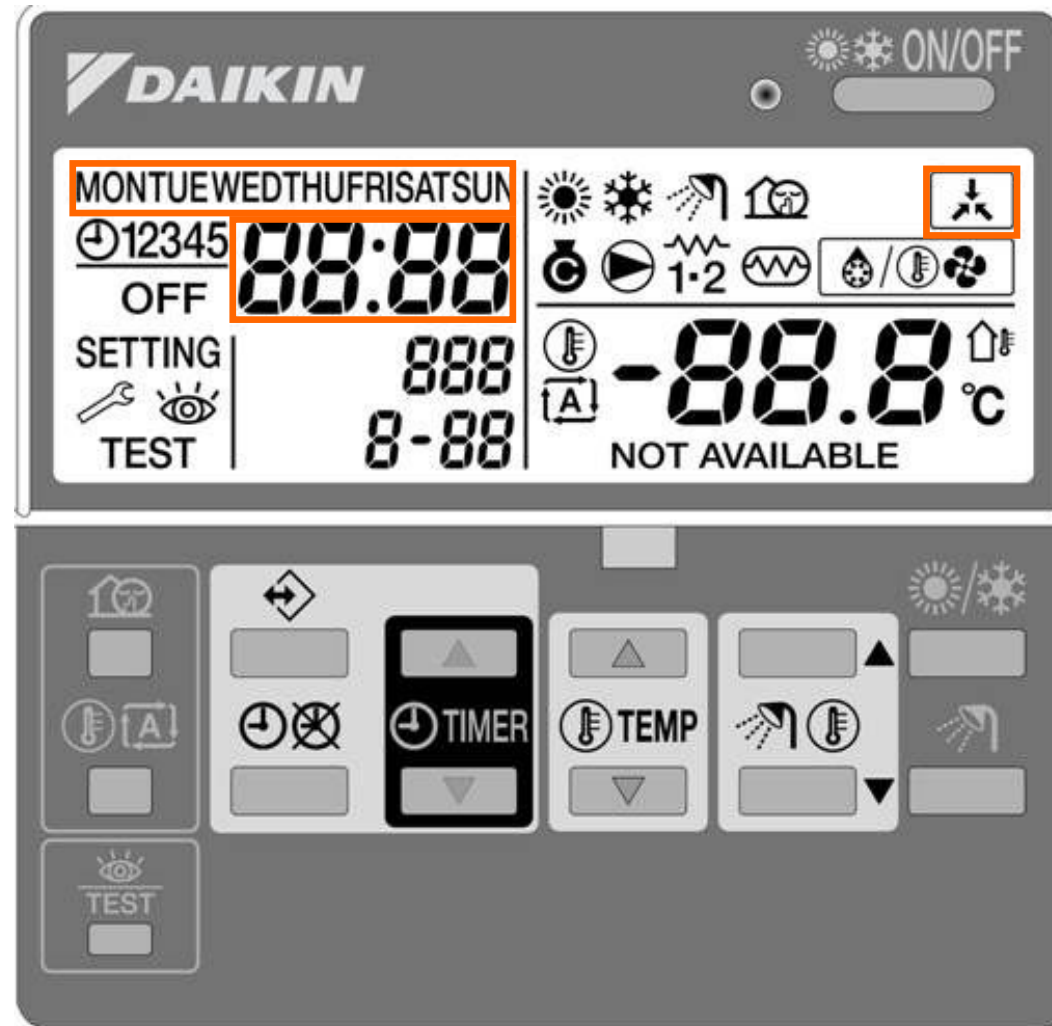 DAIKIN
ON/OFF
MONTUEWEDTHUFRISATSUN
12345
88:88
OFF
1·2
SETTING
888
-88.8
A
°C
TEST
8-88
NOT AVAILABLE
A
TIMER
TEMP
TEST